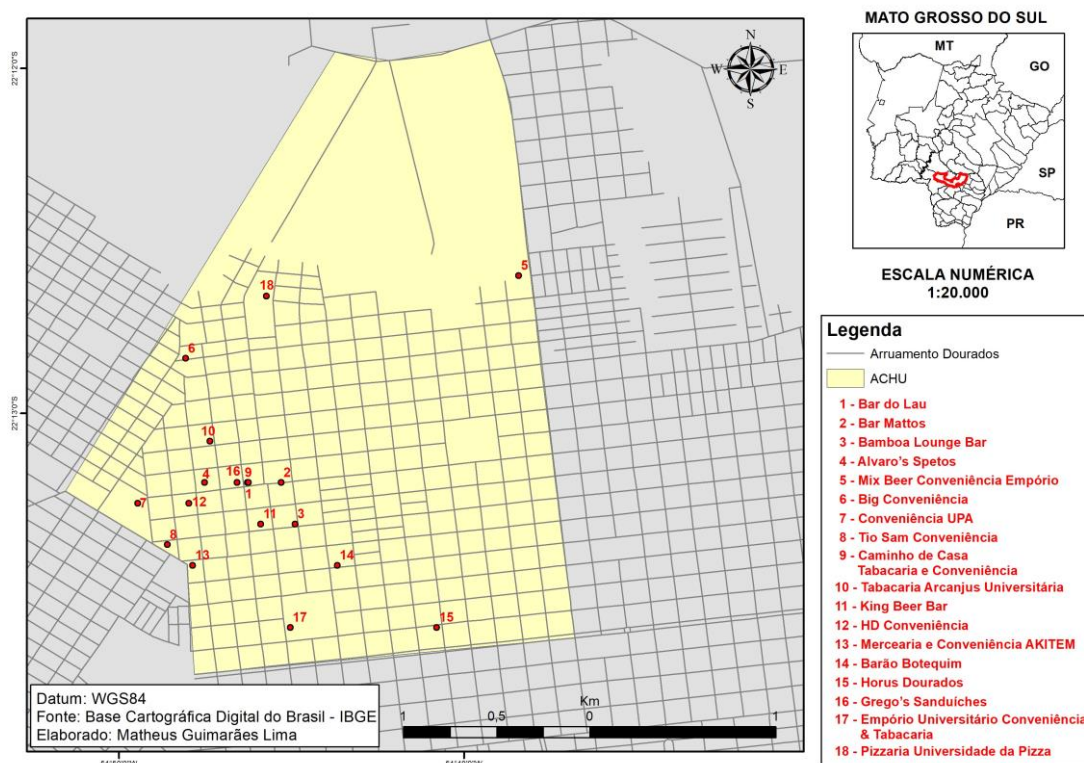 MATO GROSSO DO SUL
MT
GO
SP
PR
ESCALA NUMÉRICA
1:20.000
Legenda
Arruamento Dourados
ACHU
1 - Bar do Lau
2 - Bar Mattos
3 - Bamboa Lounge Bar
4 - Alvaro's Spetos
5 - Mix Beer Conveniência Empório
6 - Big Conveniência
7 - Conveniência UPA
8 - Tio Sam Conveniência
9 - Caminho de Casa
Tabacaria e Conveniência
10 - Tabacaria Arcanjus Universitária
11 - King Beer Bar
12 - HD Conveniência
13 - Mercearia e Conveniência AKITEM
14 - Barão Botequim
15 - Horus Dourados
16 - Grego's Sanduíches
17 - Empório Universitário Conveniência
& Tabacaria
18 - Pizzaria Universidade da Pizza
22°12'0"S
22°13'0"S
N
W E
S
5
18
6
10
4
16
9
2
1
7
12
11
3
8
13
14
17
15
Datum: WGS84
Fonte: Base Cartográfica Digital do Brasil - IBGE
Elaborado: Matheus Guimarães Lima
Km
1 0,5 0 1